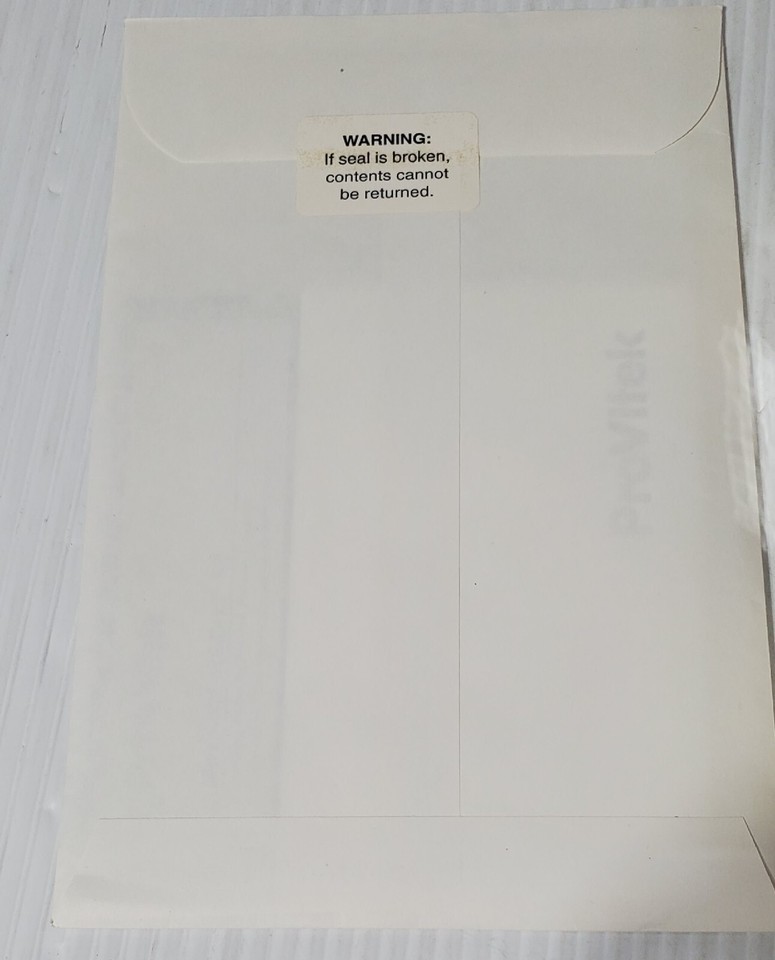 WARNING:
If seal is broken,
contents cannot
be returned.